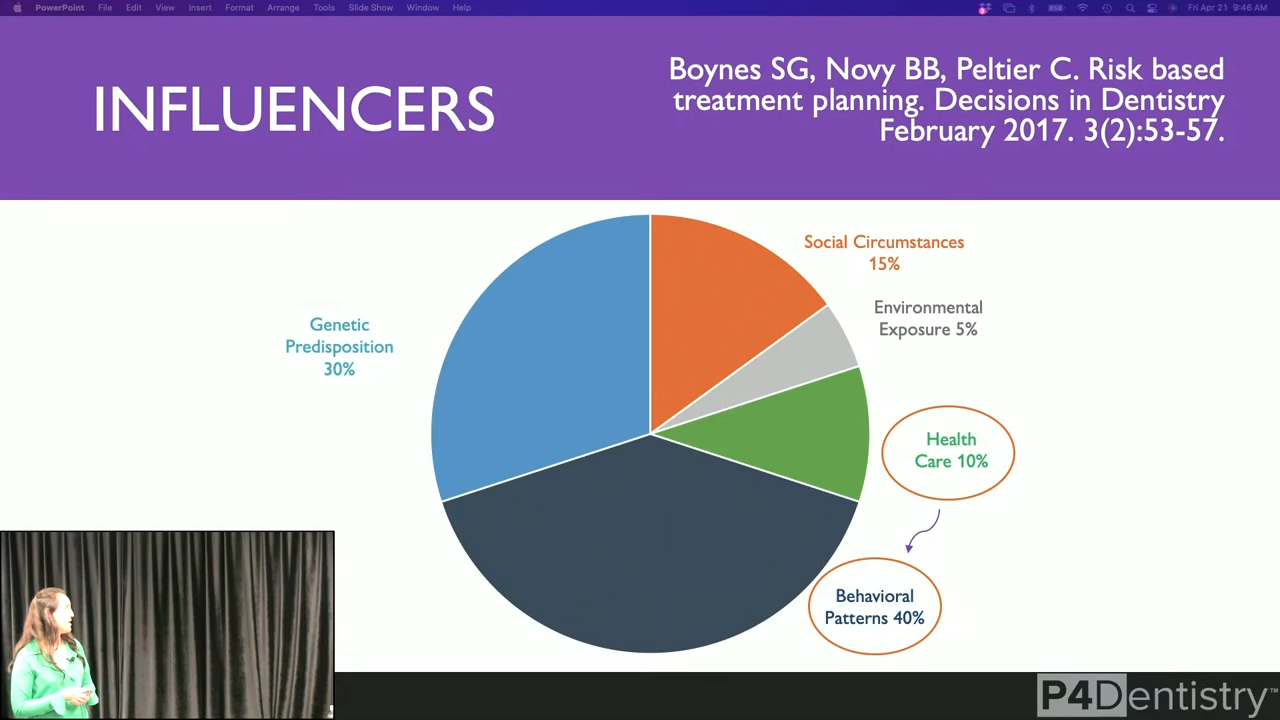 PowerPoint File Edit View Insert Format Arrange Tools Slide Show Window Help Fri Apr 21 9:46 AM
INFLUENCERS
Boynes SG, Novy BB, Peltier C. Risk based
treatment planning. Decisions in Dentistry
February 2017. 3(2):53-57.
Social Circumstances
15%
Environmental
Exposure 5%
Genetic
Predisposition
30%
Health
Care 10%
Behavioral
Patterns 40%
P4Dentistry™